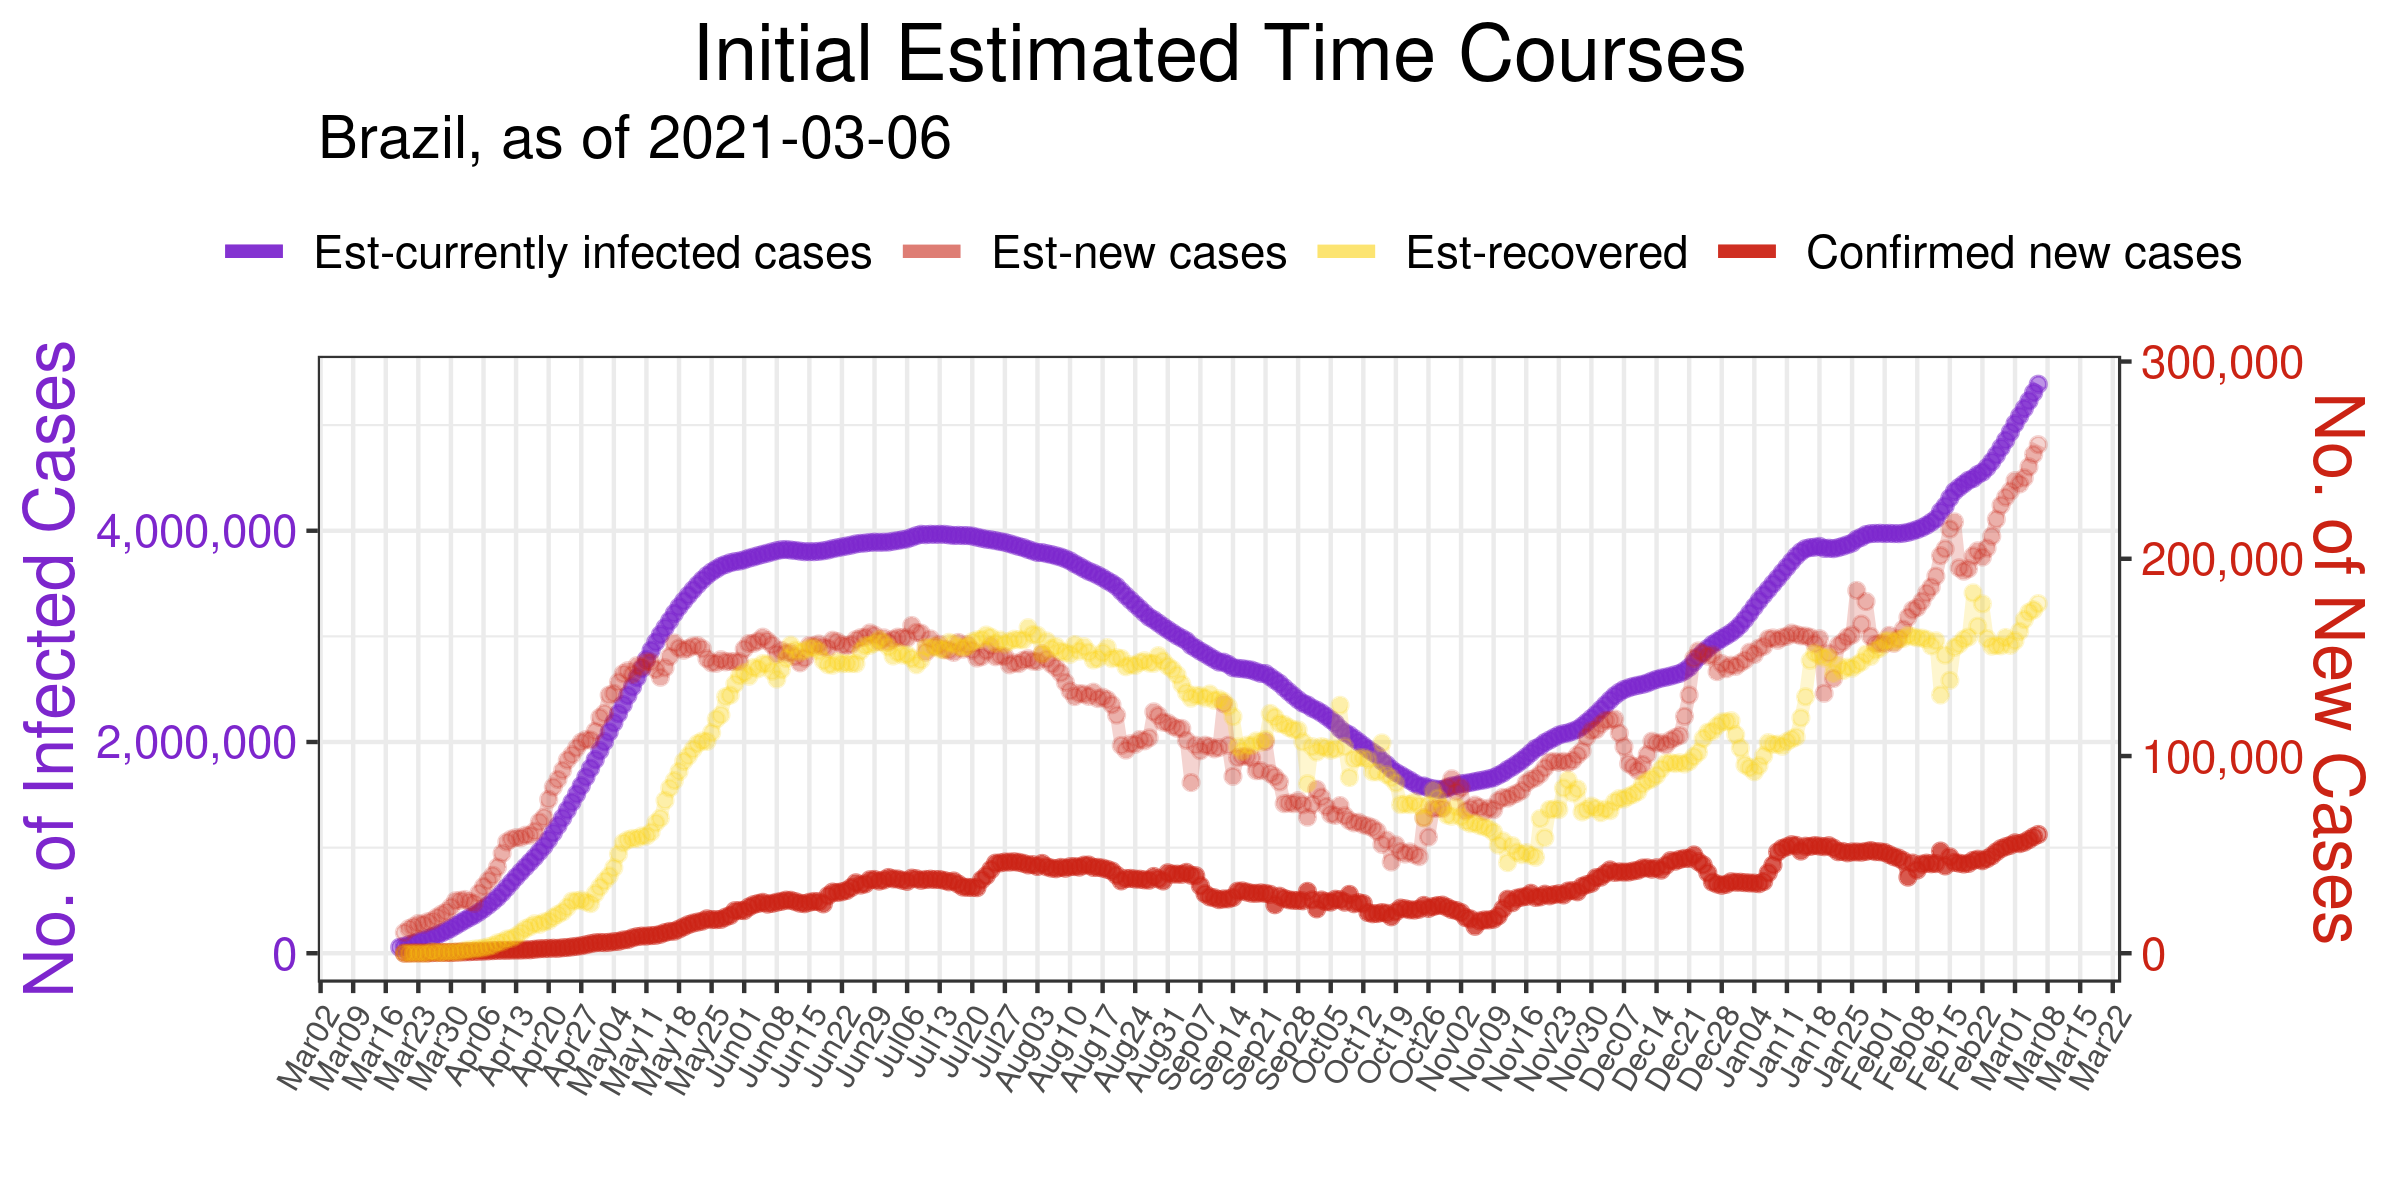 Initial Estimated Time Courses
Brazil, as of 2021-03-06
Est-currently infected cases Est-new cases Est-recovered Confirmed new cases
No. of Infected Cases
4,000,000
2,000,000
0
300,000
200,000
100,000
0
No. of New Cases
Mar02 Mar09 Mar16 Mar23 Mar30 Apr06 Apr13 Apr20 Apr27 May04 May11 May18 May25 Jun01 Jun08 Jun15 Jun22 Jun29 Jul06 Jul13 Jul20 Jul27 Aug03 Aug10 Aug17 Aug24 Aug31 Sep07 Sep14 Sep21 Sep28 Oct05 Oct12 Oct19 Oct26 Nov02 Nov09 Nov16 Nov23 Nov30 Dec07 Dec14 Dec21 Dec28 Jan04 Jan11 Jan18 Jan25 Feb01 Feb08 Feb15 Feb22 Mar01 Mar08 Mar15 Mar22